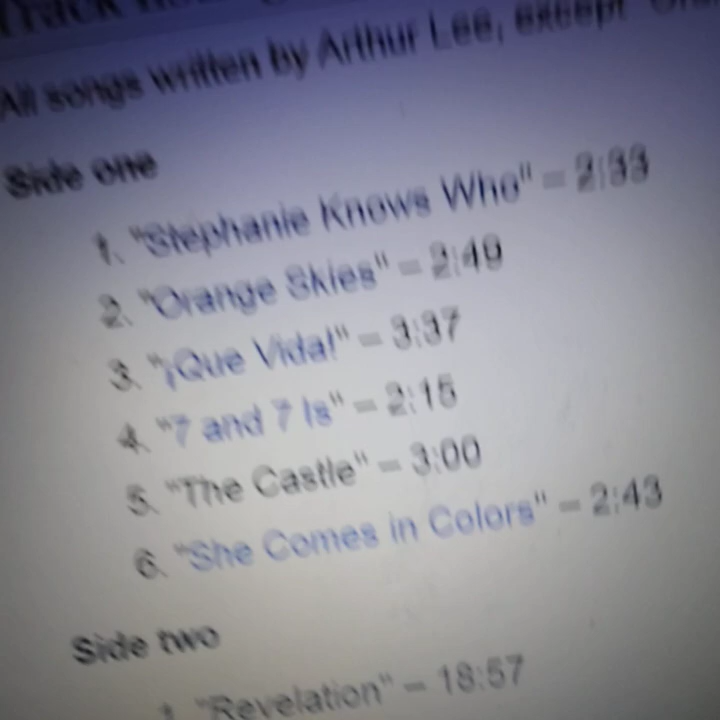 Track
All songs written by Arthur Lee, except
Side one
1. "Stephanie Knows Who" – 2:33
2. "Orange Skies" – 2:49
3. "¡Que Vida!" – 3:37
4. "7 and 7 Is" – 2:15
5. "The Castle" – 3:00
6. "She Comes in Colors" – 2:43
Side two
1. "Revelation" – 18:57